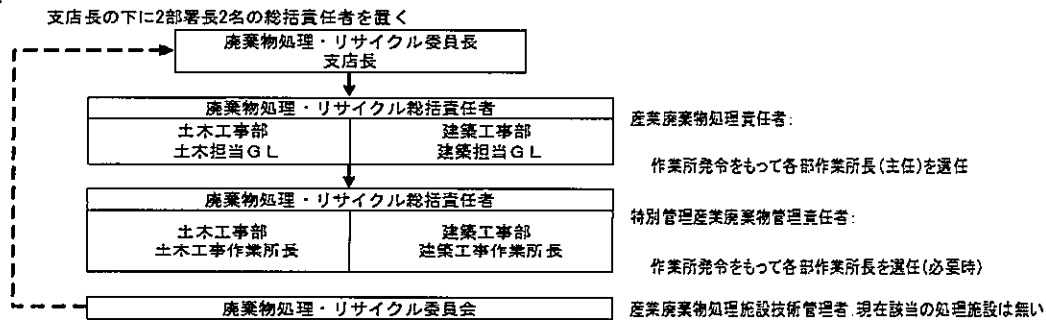 支店長の下に2部署長2名の総括責任者を置く
廃棄物処理・リサイクル委員長
支店長
廃棄物処理・リサイクル総括責任者
土木工事部
土木担当GL
建築工事部
建築担当GL
産業廃棄物処理責任者:
作業所発令をもって各部作業所長(主任)を選任
廃棄物処理・リサイクル総括責任者
土木工事部
土木工事作業所長
建築工事部
建築工事作業所長
特別管理産業廃棄物管理責任者:
作業所発令をもって各部作業所長を選任(必要時)
廃棄物処理・リサイクル委員会
産業廃棄物処理施設技術管理者.現在該当の処理施設は無い